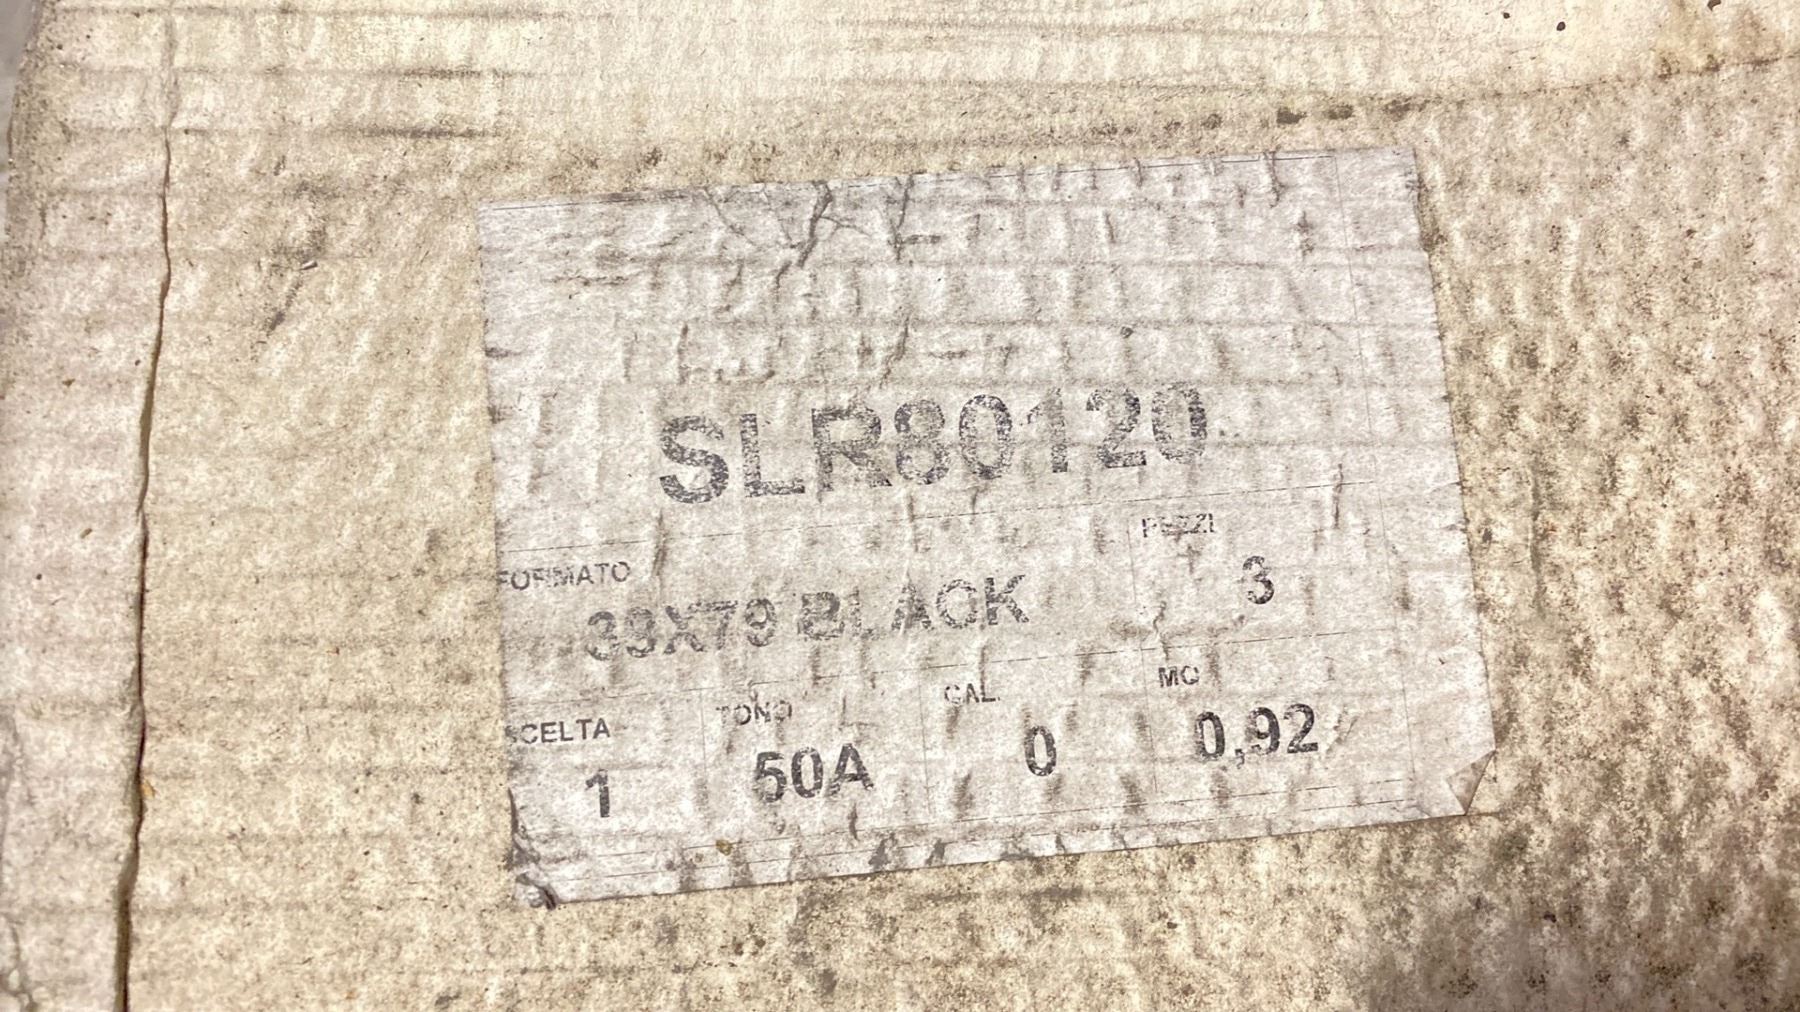 SLR80120
FORMATO
PEZZI
39X79 BLACK
3
SCELTA
TONO
CAL.
MQ
1
50A
0
0,92